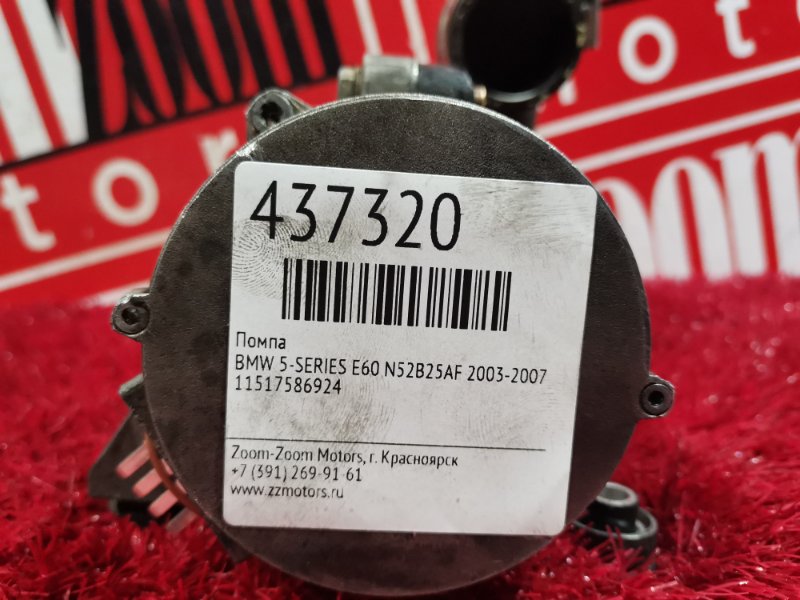 437320
Помпа
BMW 5-SERIES E60 N52B25AF 2003-2007
11517586924
Zoom-Zoom Motors, г. Красноярск
+7 (391) 269-91-61
www.zzmotors.ru